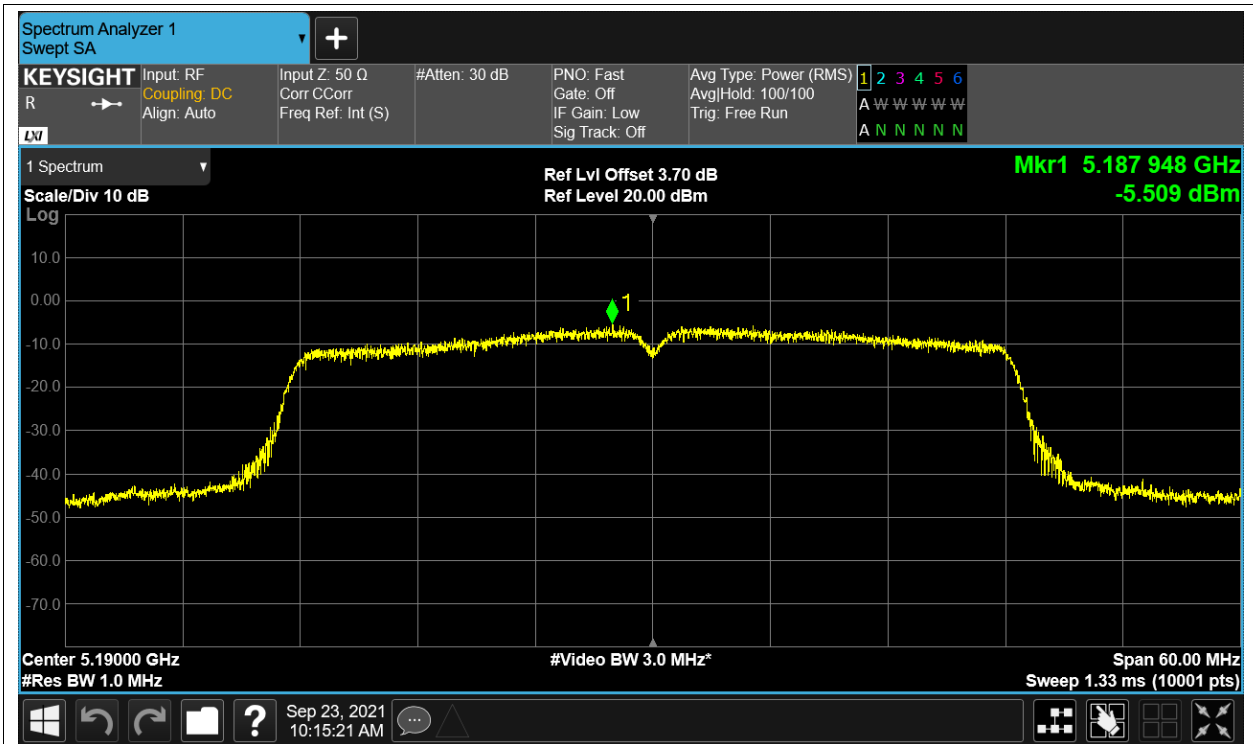 Spectrum Analyzer 1
Swept SA
KEYSIGHT
R
LXI
Input: RF
Coupling: DC
Align: Auto
Input Z: 50 Ω
Corr CCorr
Freq Ref: Int (S)
#Atten: 30 dB
PNO: Fast
Gate: Off
IF Gain: Low
Sig Track: Off
Avg Type: Power (RMS)
Avg|Hold: 100/100
Trig: Free Run
1 2 3 4 5 6
A W W W W W
A N N N N N
1 Spectrum
Scale/Div 10 dB
Log
Ref Lvl Offset 3.70 dB
Ref Level 20.00 dBm
Mkr1 5.187 948 GHz
-5.509 dBm
10.0
0.00
1
-10.0
-20.0
-30.0
-40.0
-50.0
-60.0
-70.0
Center 5.19000 GHz
#Res BW 1.0 MHz
#Video BW 3.0 MHz*
Span 60.00 MHz
Sweep 1.33 ms (10001 pts)
?
Sep 23, 2021
10:15:21 AM